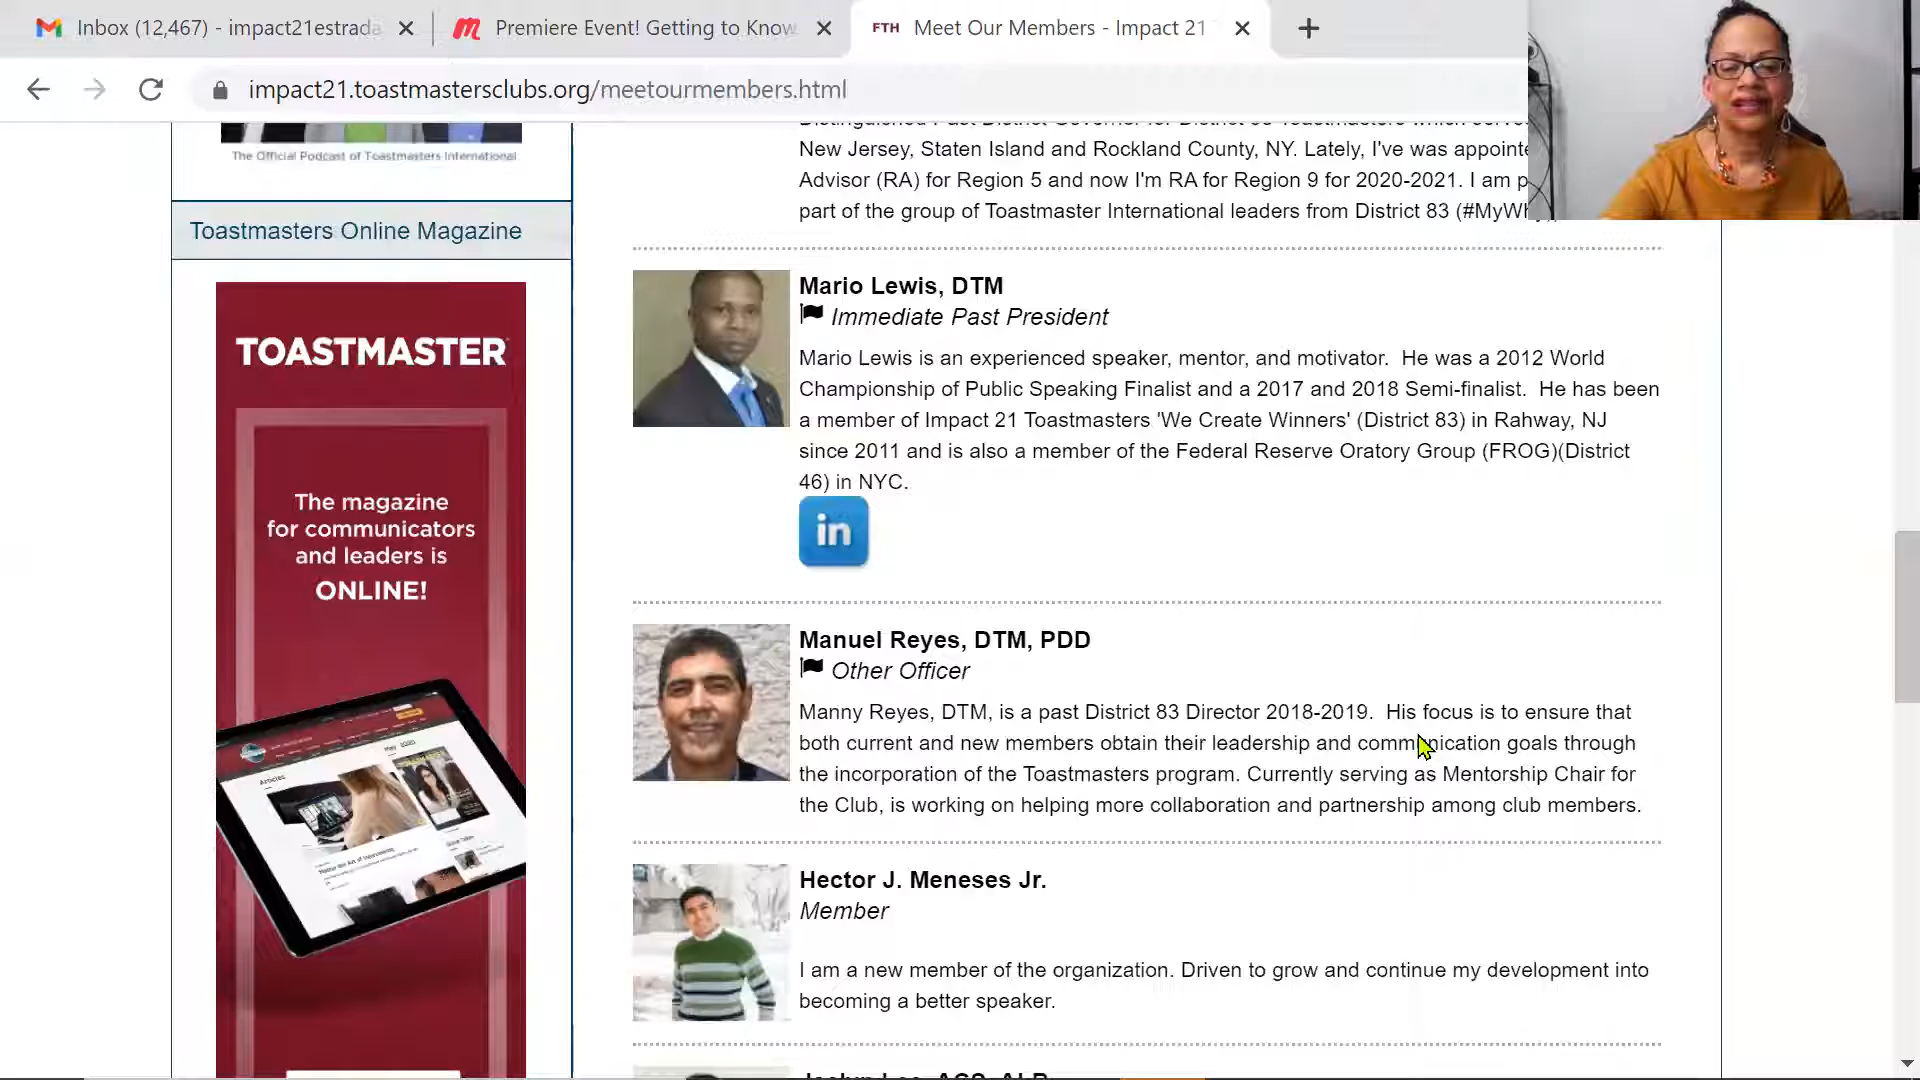 Inbox (12,467) - impact21estrada
Premiere Event! Getting to Know
FTH Meet Our Members - Impact 21
impact21.toastmastersclubs.org/meetourmembers.html
The Official Podcast of Toastmasters International
Toastmasters Online Magazine
TOASTMASTER
The magazine
for communicators
and leaders is
ONLINE!
Articles
New Jersey, Staten Island and Rockland County, NY. Lately, I've was appointe
Advisor (RA) for Region 5 and now I'm RA for Region 9 for 2020-2021. I am p
part of the group of Toastmaster International leaders from District 83 (#MyWhy
Mario Lewis, DTM
Immediate Past President
Mario Lewis is an experienced speaker, mentor, and motivator. He was a 2012 World
Championship of Public Speaking Finalist and a 2017 and 2018 Semi-finalist. He has been
a member of Impact 21 Toastmasters 'We Create Winners' (District 83) in Rahway, NJ
since 2011 and is also a member of the Federal Reserve Oratory Group (FROG)(District
46) in NYC.
in
Manuel Reyes, DTM, PDD
Other Officer
Manny Reyes, DTM, is a past District 83 Director 2018-2019. His focus is to ensure that
both current and new members obtain their leadership and communication goals through
the incorporation of the Toastmasters program. Currently serving as Mentorship Chair for
the Club, is working on helping more collaboration and partnership among club members.
Hector J. Meneses Jr.
Member
I am a new member of the organization. Driven to grow and continue my development into
becoming a better speaker.